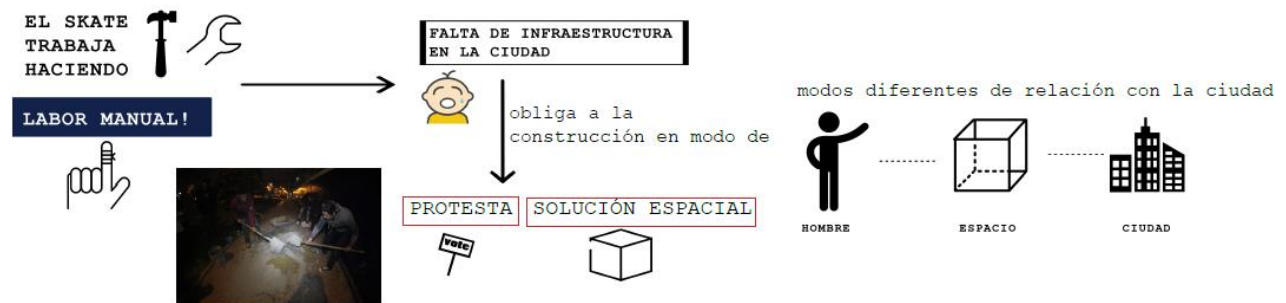 EL SKATE
TRABAJA
HACIENDO
LABOR MANUAL!
FALTA DE INFRAESTRUCTURA
EN LA CIUDAD
obliga a la
construcción en modo de
PROTESTA
SOLUCIÓN ESPACIAL
vote
modos diferentes de relación con la ciudad
HOMBRE
ESPACIO
CIUDAD